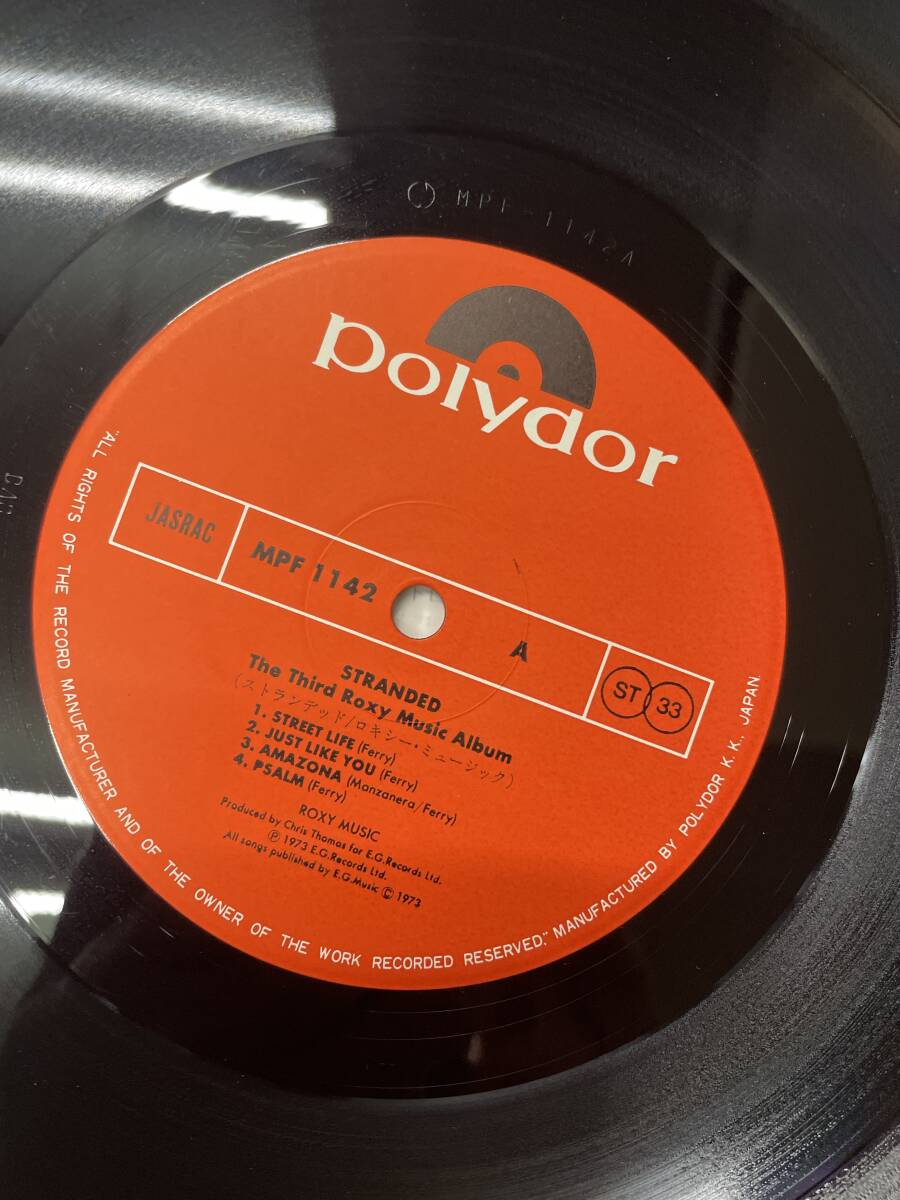 MPF-1142A
polydor
JASRAC
MPF 1142
A
ST 33
STRANDED
The Third Roxy Music Album
(ストランデッド/ロキシー・ミュージック)
1. STREET LIFE (Ferry)
2. JUST LIKE YOU (Ferry)
3. AMAZONA (Manzanera/Ferry)
4. PSALM (Ferry)
ROXY MUSIC
Produced by Chris Thomas for E.G.Records Ltd.
Ⓟ 1973 E.G.Records Ltd.
All songs published by E.G.Music © 1973
"ALL RIGHTS OF THE RECORD MANUFACTURER AND OF THE OWNER OF THE WORK RECORDED RESERVED." MANUFACTURED BY POLYDOR K.K., JAPAN.